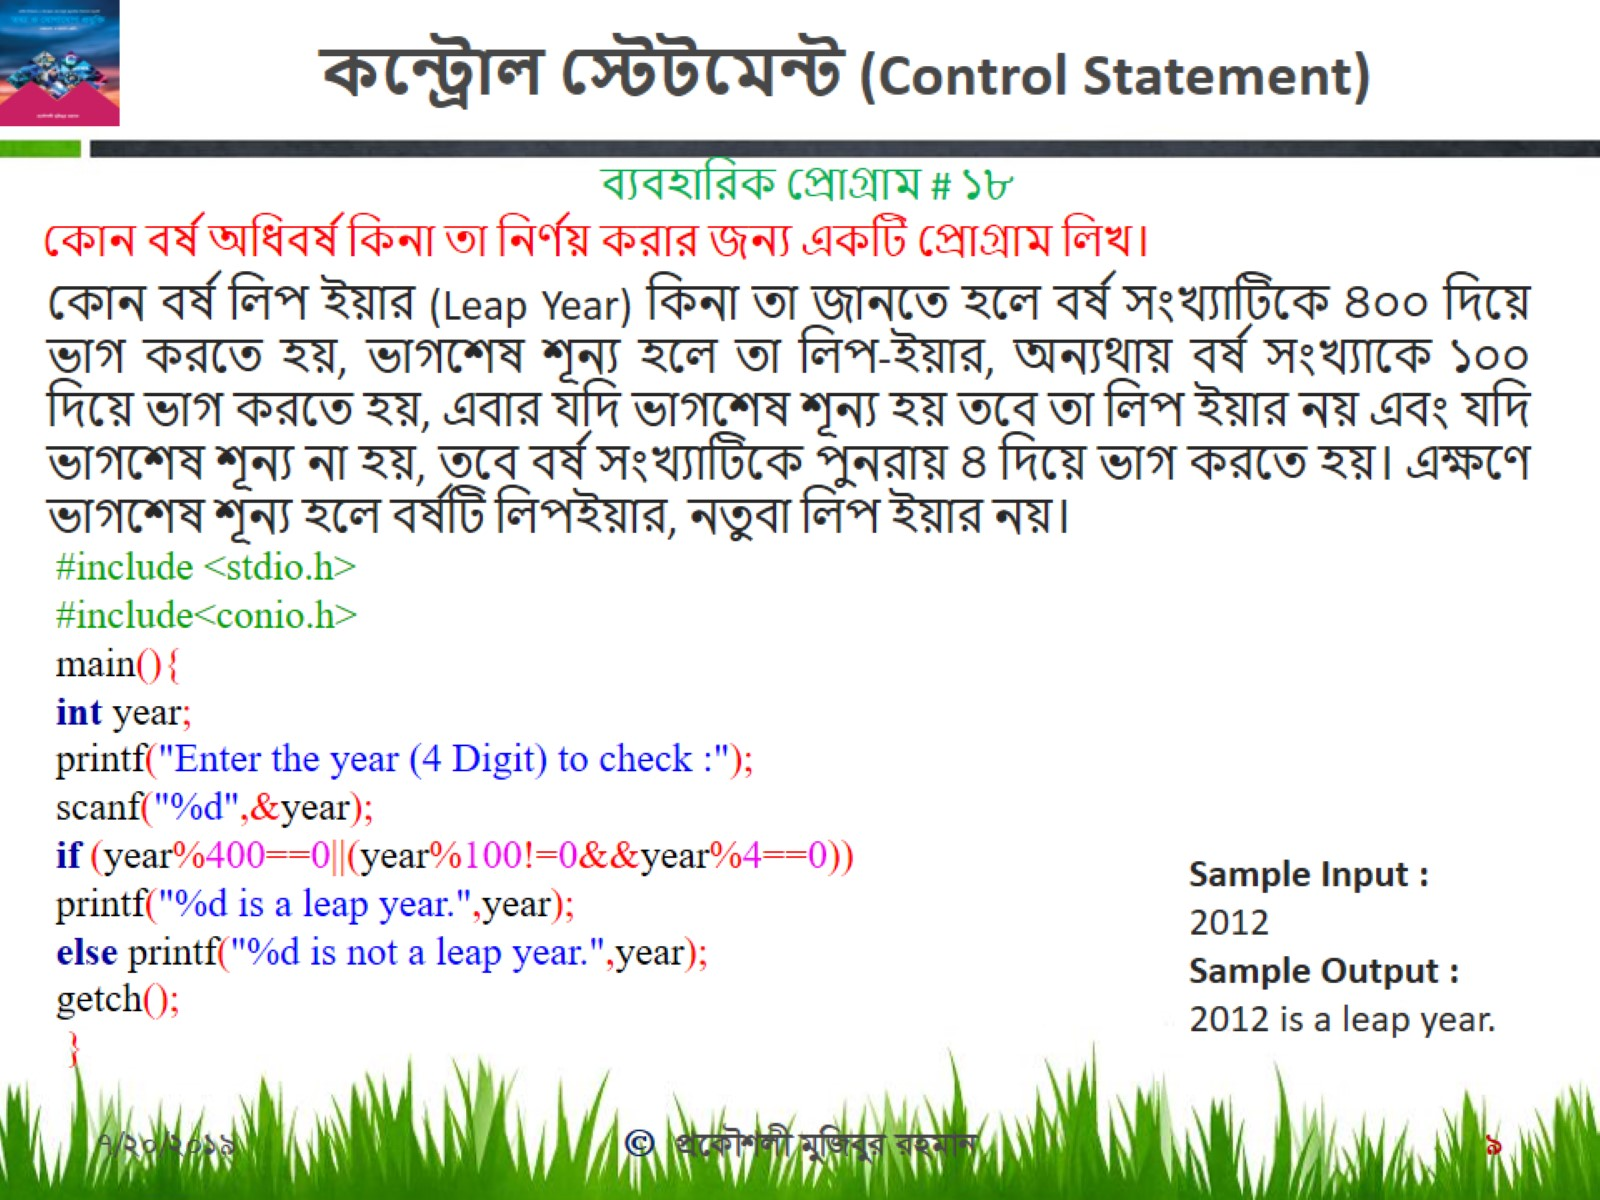 কন্ট্রোল স্টেটমেন্ট (Control Statement)
ব্যবহারিক প্রোগ্রাম # ১৮
কোন বর্ষ অধিবর্ষ কিনা তা নির্ণয় করার জন্য একটি প্রোগ্রাম লিখ।
কোন বর্ষ লিপ ইয়ার (Leap Year) কিনা তা জানতে হলে বর্ষ সংখ্যাটিকে ৪০০ দিয়ে
ভাগ করতে হয়, ভাগশেষ শূন্য হলে তা লিপ-ইয়ার, অন্যথায় বর্ষ সংখ্যাকে ১০০
দিয়ে ভাগ করতে হয়, এবার যদি ভাগশেষ শূন্য হয় তবে তা লিপ ইয়ার নয় এবং যদি
ভাগশেষ শূন্য না হয়, তবে বর্ষ সংখ্যাটিকে পুনরায় ৪ দিয়ে ভাগ করতে হয়। এক্ষণে
ভাগশেষ শূন্য হলে বর্ষটি লিপইয়ার, নতুবা লিপ ইয়ার নয়।
#include <stdio.h>
#include<conio.h>
main(){
int year;
printf("Enter the year (4 Digit) to check :");
scanf("%d",&year);
if (year%400==0||(year%100!=0&&year%4==0))
printf("%d is a leap year.",year);
else printf("%d is not a leap year.",year);
getch();
}
Sample Input :
2012
Sample Output :
2012 is a leap year.
৭/২০/২০১৯
© প্রকৌশলী মুজিবুর রহমান
৯